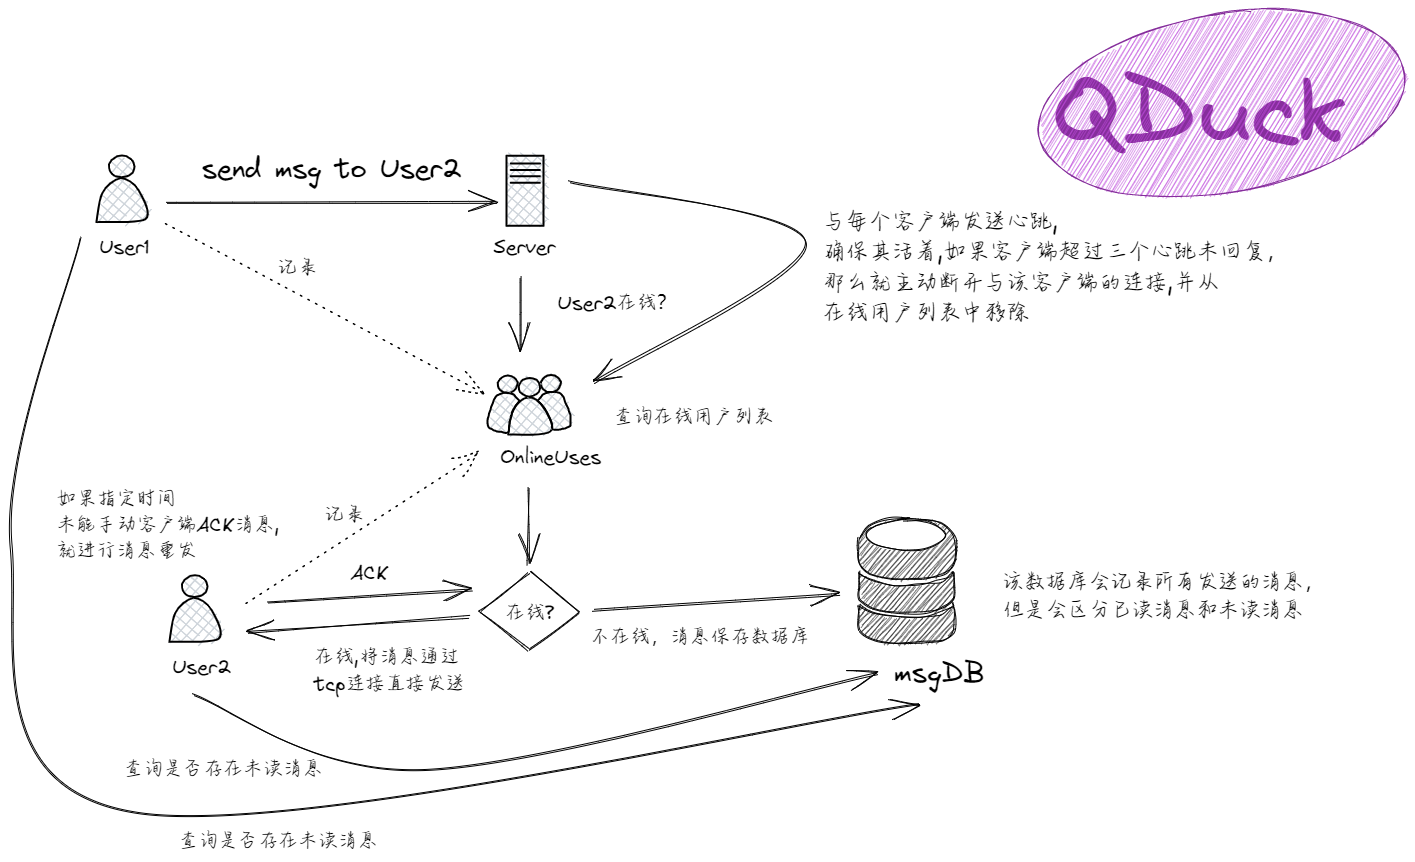 QDuck
send msg to User2
User1
Server
与每个客户端发送心跳,
确保其活着,如果客户端超过三个心跳未回复,
那么就主动断开与该客户端的连接,并从
在线用户列表中移除
记录
User2在线?
查询在线用户列表
OnlineUses
如果指定时间
未能手动客户端ACK消息,
就进行消息重发
记录
ACK
在线?
该数据库会记录所有发送的消息,
但是会区分已读消息和未读消息
不在线，消息保存数据库
User2
在线,将消息通过
tcp连接直接发送
msgDB
查询是否存在未读消息
查询是否存在未读消息